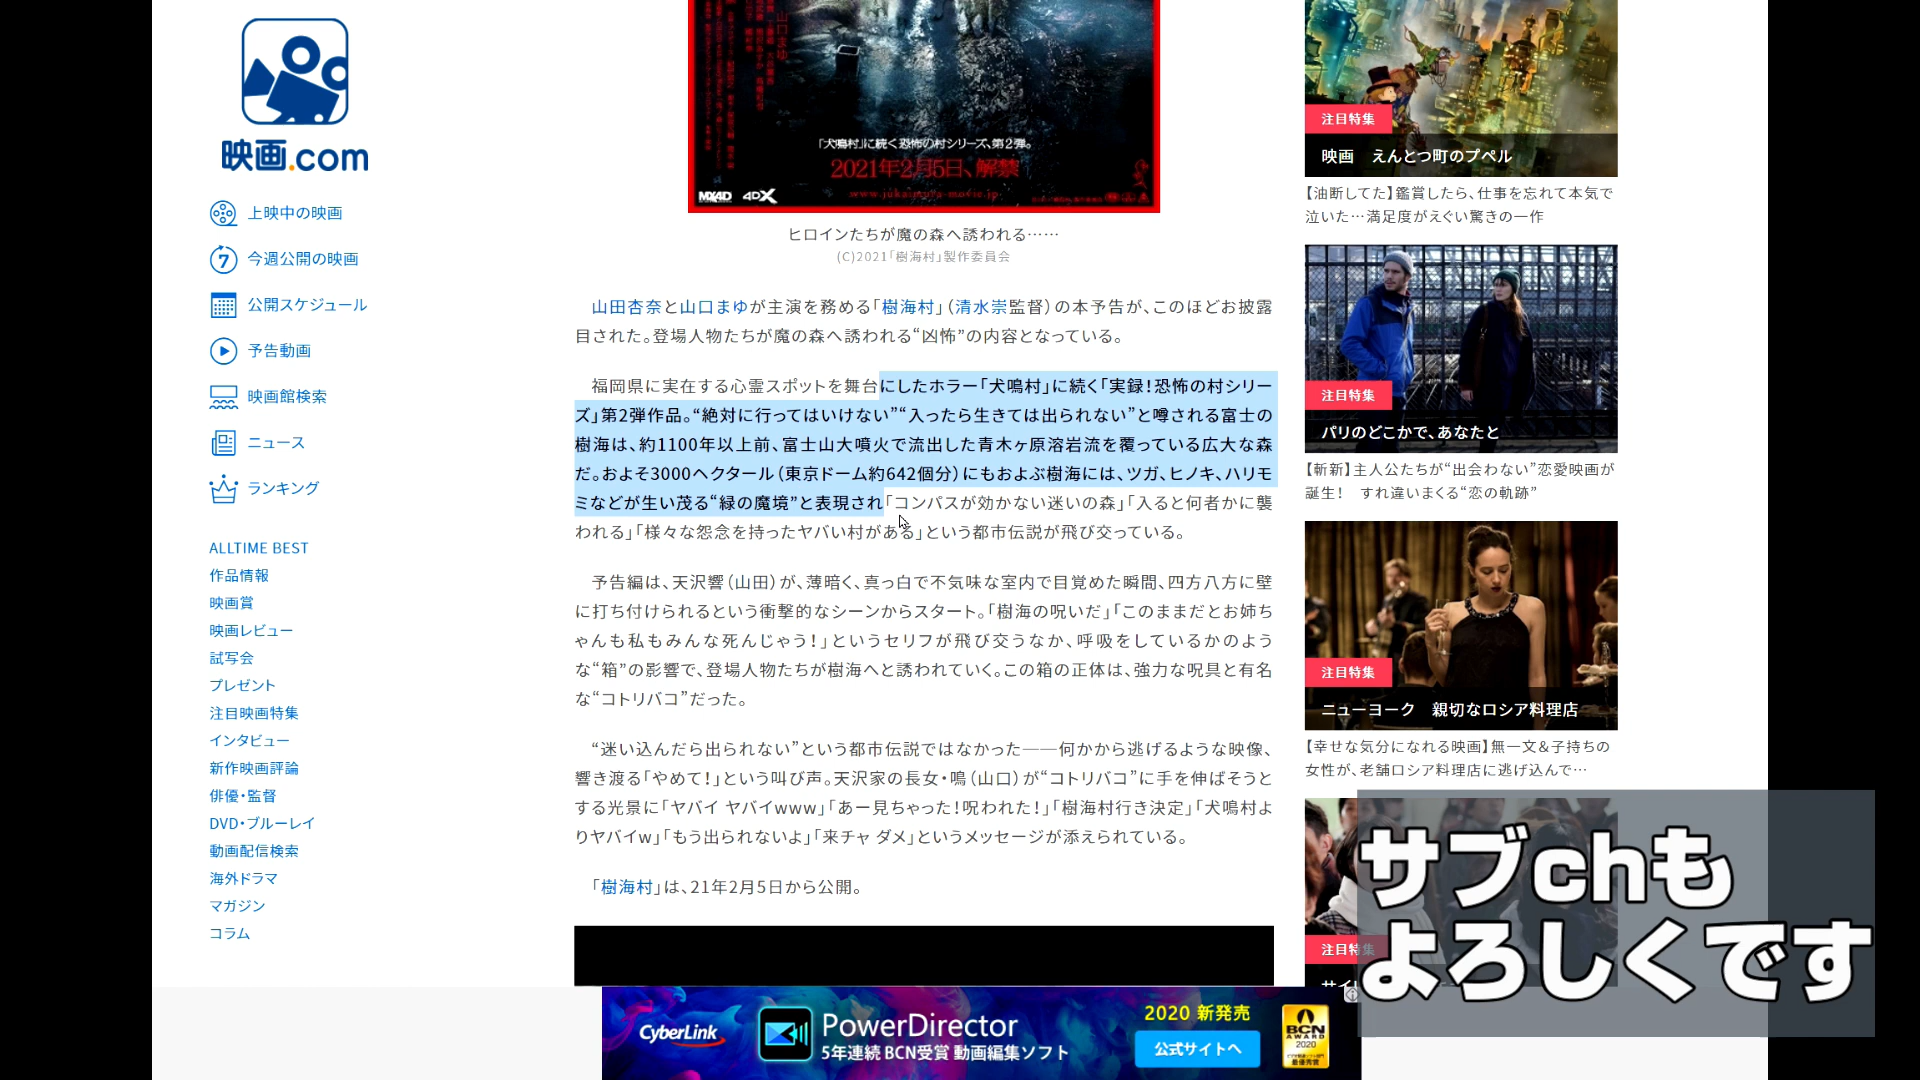 映画.com
上映中の映画
7 今週公開の映画
公開スケジュール
予告動画
映画館検索
ニュース
ランキング
ALLTIME BEST
作品情報
映画賞
映画レビュー
試写会
プレゼント
注目映画特集
インタビュー
新作映画評論
俳優・監督
DVD・ブルーレイ
動画配信検索
海外ドラマ
マガジン
コラム
山口まゆ
「犬鳴村」に続く恐怖の村シリーズ、第2弾。
2021年2月5日、解禁
MX4D 4DX
www.jukaimura-movie.jp
ヒロインたちが魔の森へ誘われる……
(C)2021「樹海村」製作委員会
山田杏奈と山口まゆが主演を務める「樹海村」（清水崇監督）の本予告が、このほどお披露
目された。登場人物たちが魔の森へ誘われる“凶怖”の内容となっている。
福岡県に実在する心霊スポットを舞台にしたホラー「犬鳴村」に続く「実録！恐怖の村シリー
ズ」第2弾作品。“絶対に行ってはいけない”“入ったら生きては出られない”と噂される富士の
樹海は、約1100年以上前、富士山大噴火で流出した青木ヶ原溶岩流を覆っている広大な森
だ。およそ3000ヘクタール（東京ドーム約642個分）にもおよぶ樹海には、ツガ、ヒノキ、ハリモ
ミなどが生い茂る“緑の魔境”と表現され「コンパスが効かない迷いの森」「入ると何者かに襲
われる」「様々な怨念を持ったヤバい村がある」という都市伝説が飛び交っている。
予告編は、天沢響（山田）が、薄暗く、真っ白で不気味な室内で目覚めた瞬間、四方八方に壁
に打ち付けられるという衝撃的なシーンからスタート。「樹海の呪いだ」「このままだとお姉ち
ゃんも私もみんな死んじゃう！」というセリフが飛び交うなか、呼吸をしているかのよう
な“箱”の影響で、登場人物たちが樹海へと誘われていく。この箱の正体は、強力な呪具と有名
な“コトリバコ”だった。
“迷い込んだら出られない”という都市伝説ではなかった――何かから逃げるような映像、
響き渡る「やめて！」という叫び声。天沢家の長女・鳴（山口）が“コトリバコ”に手を伸ばそうと
する光景に「ヤバイ ヤバイwww」「あー見ちゃった！呪われた！」「樹海村行き決定」「犬鳴村よ
りヤバイw」「もう出られないよ」「来チャ ダメ」というメッセージが添えられている。
「樹海村」は、21年2月5日から公開。
注目特集
映画　えんとつ町のプペル
【油断してた】鑑賞したら、仕事を忘れて本気で
泣いた…満足度がえぐい驚きの一作
注目特集
パリのどこかで、あなたと
【斬新】主人公たちが“出会わない”恋愛映画が
誕生！　すれ違いまくる“恋の軌跡”
注目特集
ニューヨーク　親切なロシア料理店
【幸せな気分になれる映画】無一文＆子持ちの
女性が、老舗ロシア料理店に逃げ込んで…
注目特集
サブchも
よろしくです
CyberLink
PowerDirector
5年連続 BCN受賞 動画編集ソフト
2020 新発売
公式サイトへ
BCN
AWARD
2020
最優秀賞